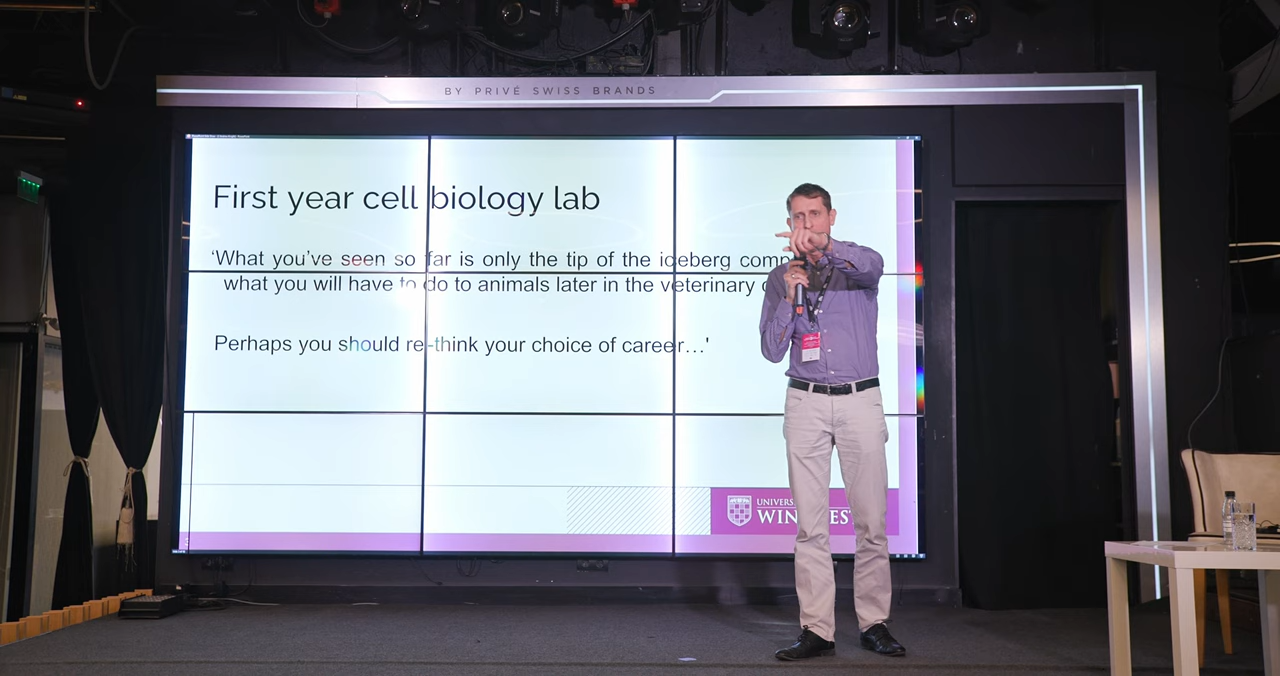 BY PRIVÉ SWISS BRANDS
First year cell biology lab
‘What you’ve seen so far is only the tip of the iceberg
what you will have to do to animals later in the veterinary
Perhaps you should re-think your choice of career…'